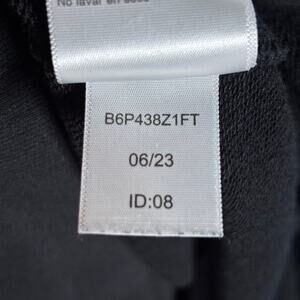 No lavar en seco
B6P438Z1FT
06/23
ID:08